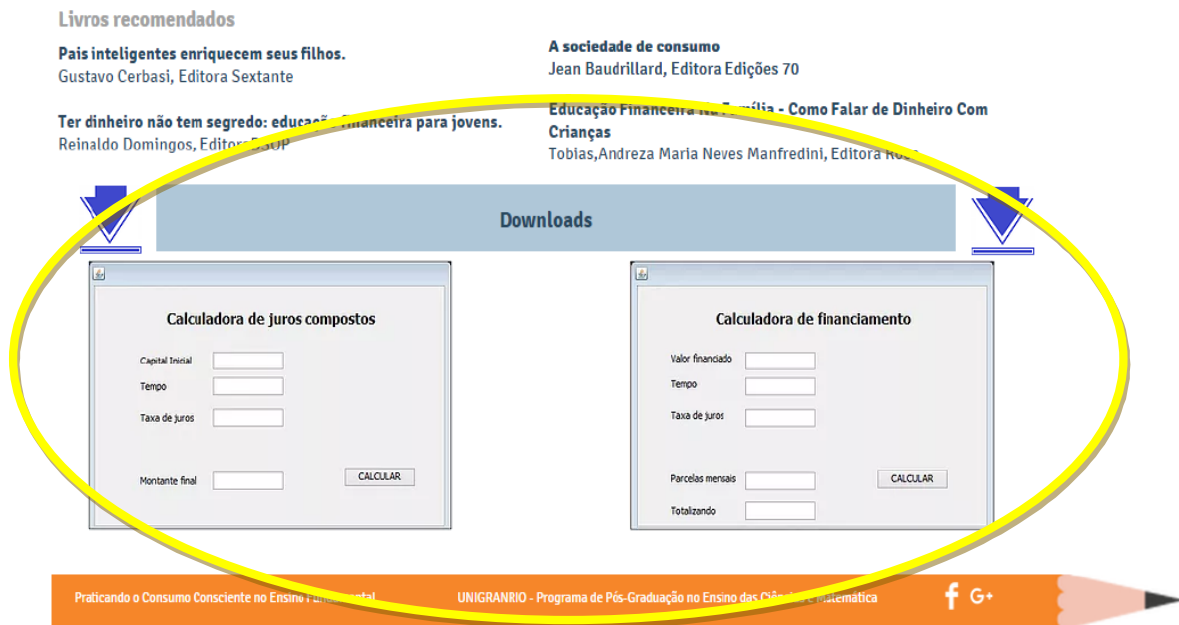 Livros recomendados
Pais inteligentes enriquecem seus filhos.
Gustavo Cerbasi, Editora Sextante
Ter dinheiro não tem segredo: educação financeira para jovens.
Reinaldo Domingos, Editora DSOP
A sociedade de consumo
Jean Baudrillard, Editora Edições 70
Educação Financeira Na Família - Como Falar de Dinheiro Com
Crianças
Tobias,Andreza Maria Neves Manfredini, Editora
Downloads
Calculadora de juros compostos
Capital Inicial
Tempo
Taxa de juros
Montante final
CALCULAR
Calculadora de financiamento
Valor financiado
Tempo
Taxa de juros
Parcelas mensais
CALCULAR
Totalizando
Praticando o Consumo Consciente no Ensino Fundamental
UNIGRANRIO - Programa de Pós-Graduação no Ensino das Ciências e Matemática
f G+